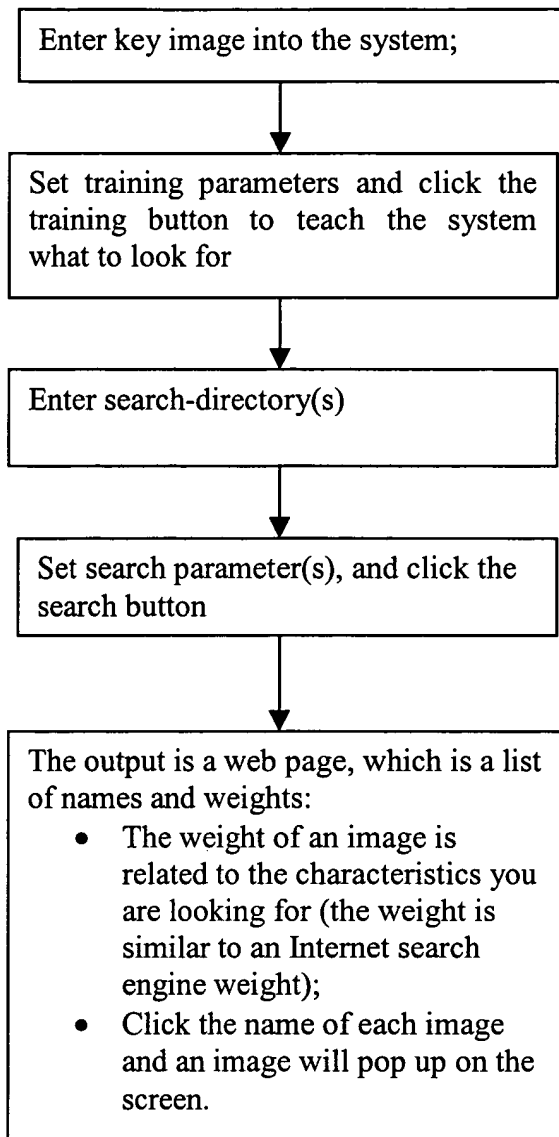 Enter key image into the system;
Set training parameters and click the
training button to teach the system
what to look for
Enter search-directory(s)
Set search parameter(s), and click the
search button
The output is a web page, which is a list
of names and weights:
• The weight of an image is
related to the characteristics you
are looking for (the weight is
similar to an Internet search
engine weight);
• Click the name of each image
and an image will pop up on the
screen.